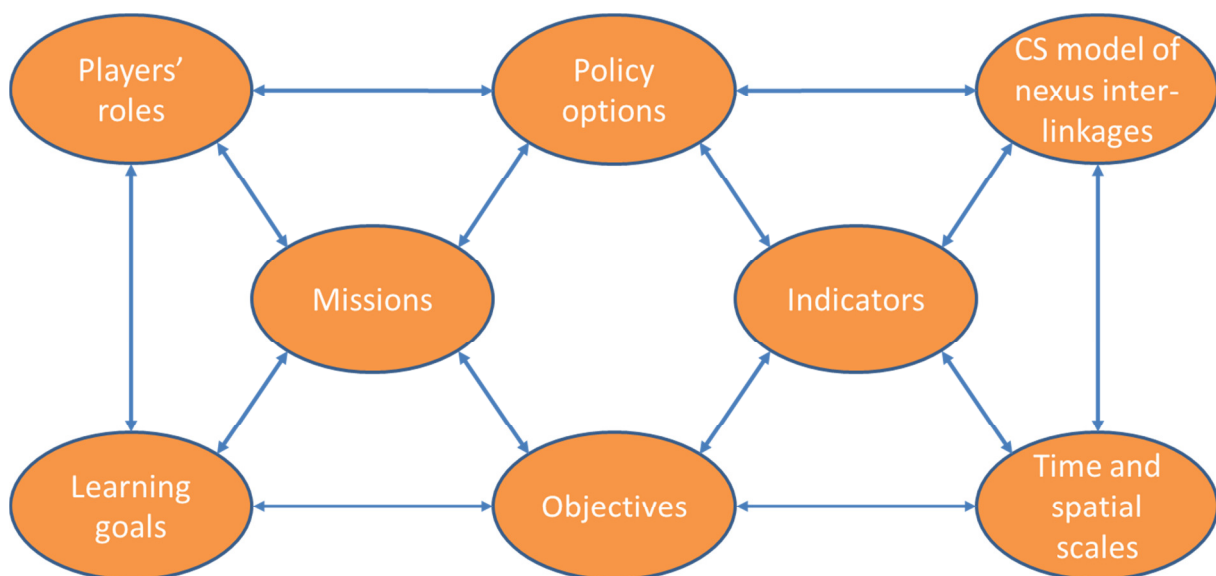 Players’
roles
Policy
options
CS model of
nexus inter-
linkages
Missions
Indicators
Learning
goals
Objectives
Time and
spatial
scales